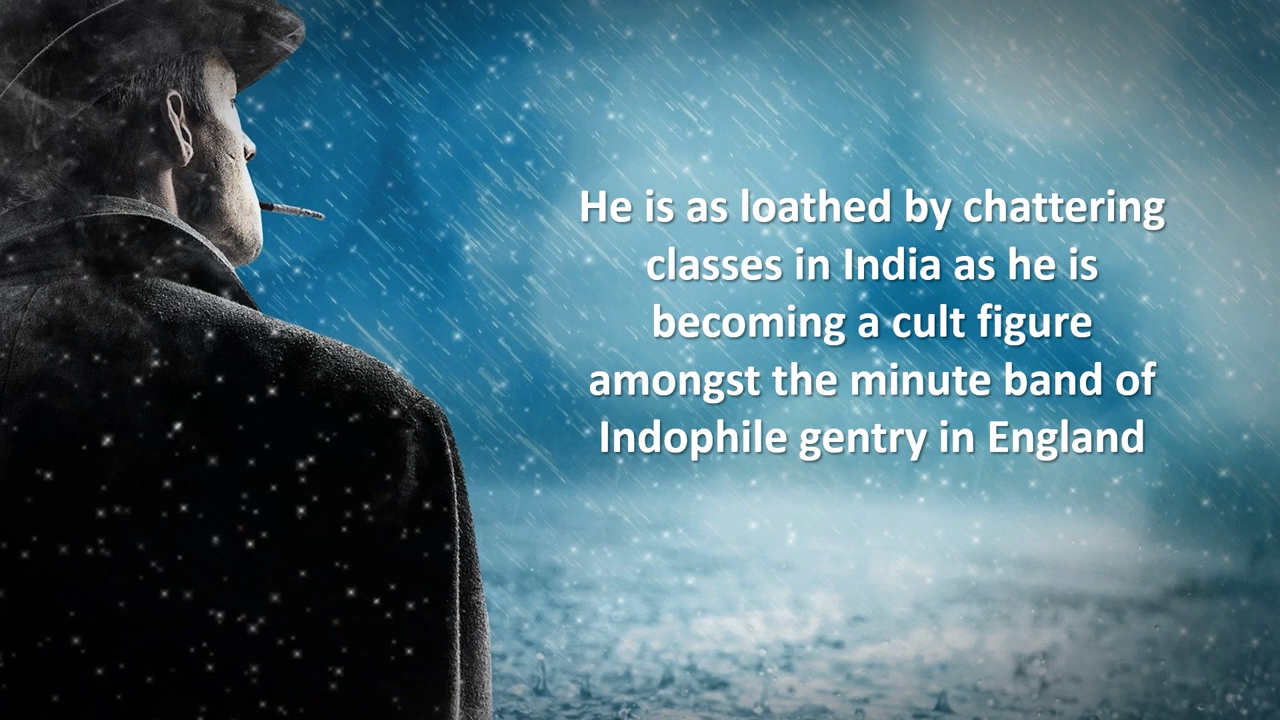 He is as loathed by chattering
classes in India as he is
becoming a cult figure
amongst the minute band of
Indophile gentry in England